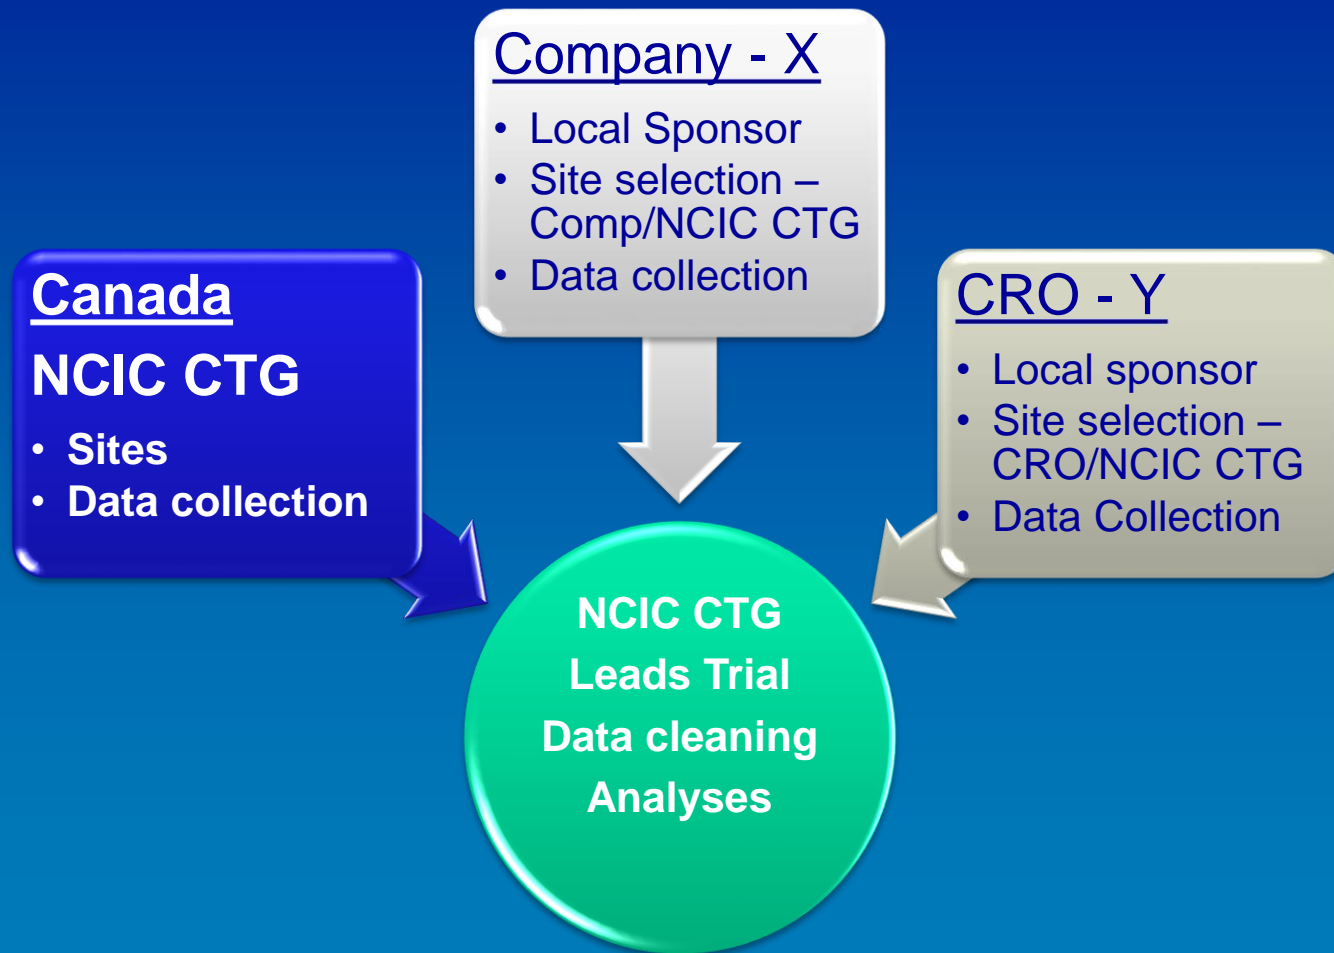 Company - X
• Local Sponsor
• Site selection –
Comp/NCIC CTG
• Data collection
Canada
NCIC CTG
• Sites
• Data collection
CRO - Y
• Local sponsor
• Site selection –
CRO/NCIC CTG
• Data Collection
NCIC CTG
Leads Trial
Data cleaning
Analyses